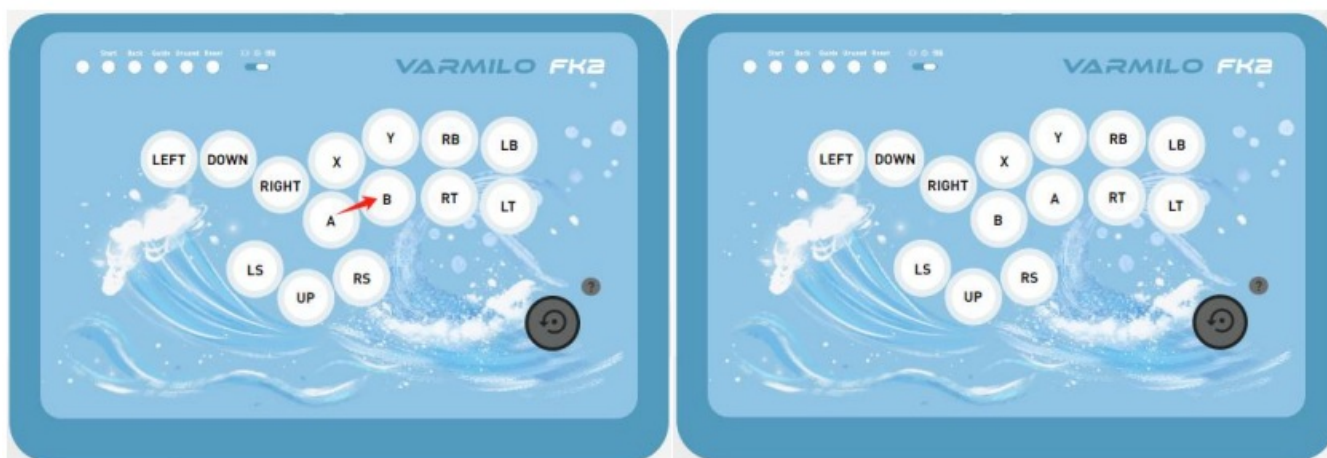 Start Back Guide Unused Reset
VARMILO FK2
Y
RB
LB
X
LEFT
DOWN
RIGHT
B
RT
LT
A
LS
RS
UP
?
Start Back Guide Unused Reset
VARMILO FK2
Y
RB
LB
X
LEFT
DOWN
RIGHT
A
RT
LT
B
LS
RS
UP
?